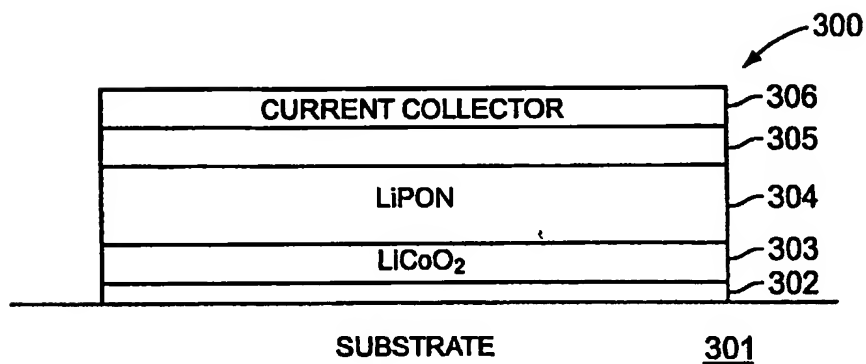 300
CURRENT COLLECTOR 306
305
LiPON 304
303
LiCoO₂
302
SUBSTRATE 301